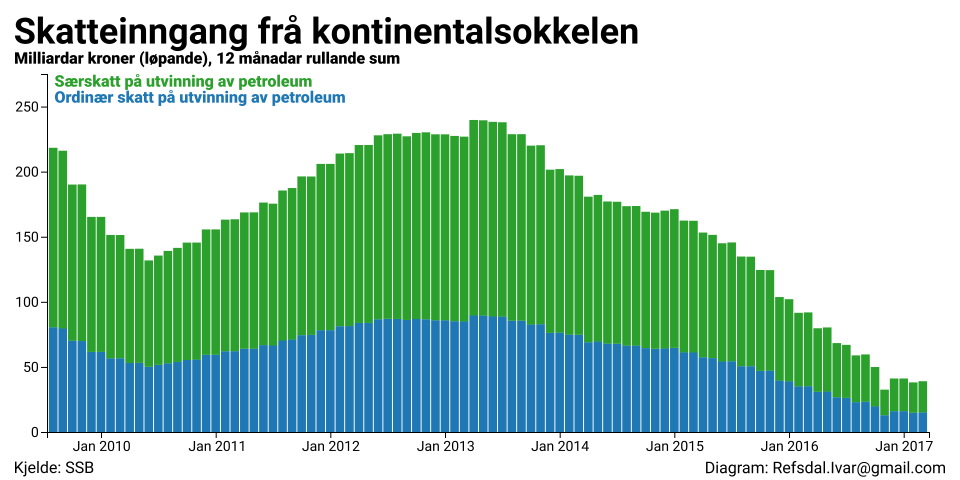 Skatteinngang frå kontinentalsokkelen
Milliardar kroner (løpande), 12 månadar rullande sum
Særskatt på utvinning av petroleum
Ordinær skatt på utvinning av petroleum
250
200
150
100
50
0
Jan 2010 Jan 2011 Jan 2012 Jan 2013 Jan 2014 Jan 2015 Jan 2016 Jan 2017
Kjelde: SSB Diagram: Refsdal.Ivar@gmail.com